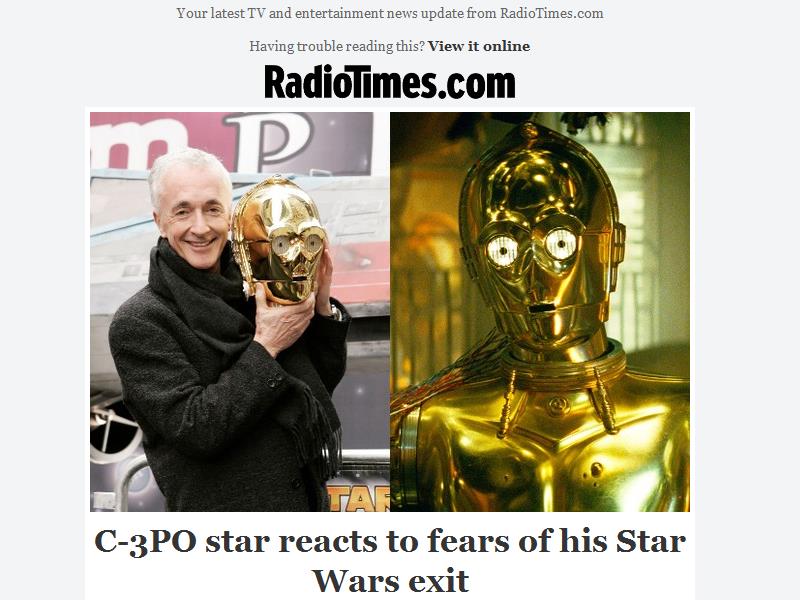 Your latest TV and entertainment news update from RadioTimes.com
Having trouble reading this? View it online
RadioTimes.com
m P
TAR
C-3PO star reacts to fears of his Star
Wars exit